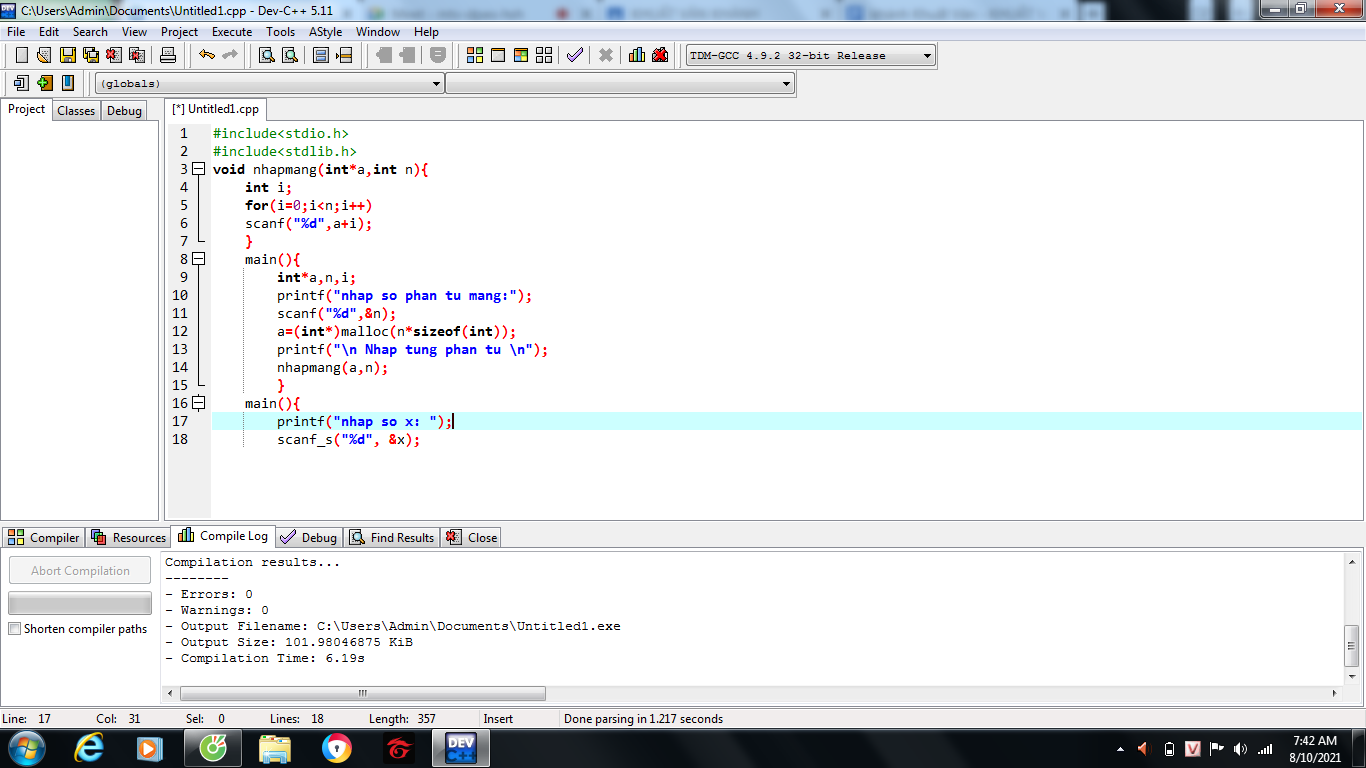 C:\Users\Admin\Documents\Untitled1.cpp - Dev-C++ 5.11
File Edit Search View Project Execute Tools AStyle Window Help
TDM-GCC 4.9.2 32-bit Release
(globals)
Project Classes Debug
[*] Untitled1.cpp
1 #include<stdio.h>
2 #include<stdlib.h>
3 void nhapmang(int*a,int n){
4 int i;
5 for(i=0;i<n;i++)
6 scanf("%d",a+i);
7 }
8 main(){
9 int*a,n,i;
10 printf("nhap so phan tu mang:");
11 scanf("%d",&n);
12 a=(int*)malloc(n*sizeof(int));
13 printf("\n Nhap tung phan tu \n");
14 nhapmang(a,n);
15 }
16 main(){
17 printf("nhap so x: ");
18 scanf_s("%d", &x);
Compiler Resources Compile Log Debug Find Results Close
Abort Compilation
Shorten compiler paths
Compilation results...
--------
- Errors: 0
- Warnings: 0
- Output Filename: C:\Users\Admin\Documents\Untitled1.exe
- Output Size: 101.98046875 KiB
- Compilation Time: 6.19s
Line: 17 Col: 31 Sel: 0 Lines: 18 Length: 357 Insert Done parsing in 1.217 seconds
DEV C++
V
7:42 AM
8/10/2021